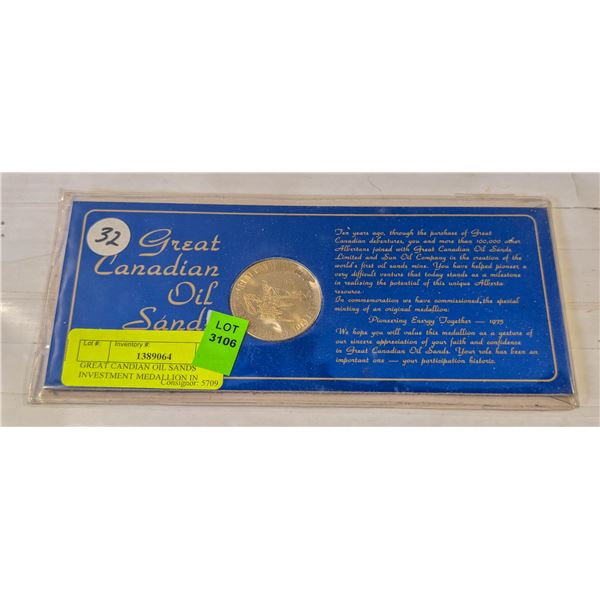 32
Great
Canadian
Oil
Sands
LOT
3106
Lot #:
Inventory #:
1389064
GREAT CANDIAN OIL SANDS
INVESTMENT MEDALLION IN
Consignor: 5709
Ten years ago, through the purchase of Great
Canadian debentures, you and more than 100,000 other
Albertans joined with Great Canadian Oil Sands
Limited and Sun Oil Company in the creation of the
world's first oil sands mine. You have helped pioneer a
very difficult venture that today stands as a milestone
in realizing the potential of this unique Alberta
resource.
In commemoration we have commissioned the special
minting of an original medallion:
Pioneering Energy Together — 1975
We hope you will value this medallion as a gesture of
our sincere appreciation of your faith and confidence
in Great Canadian Oil Sands. Your role has been an
important one — your participation historic.